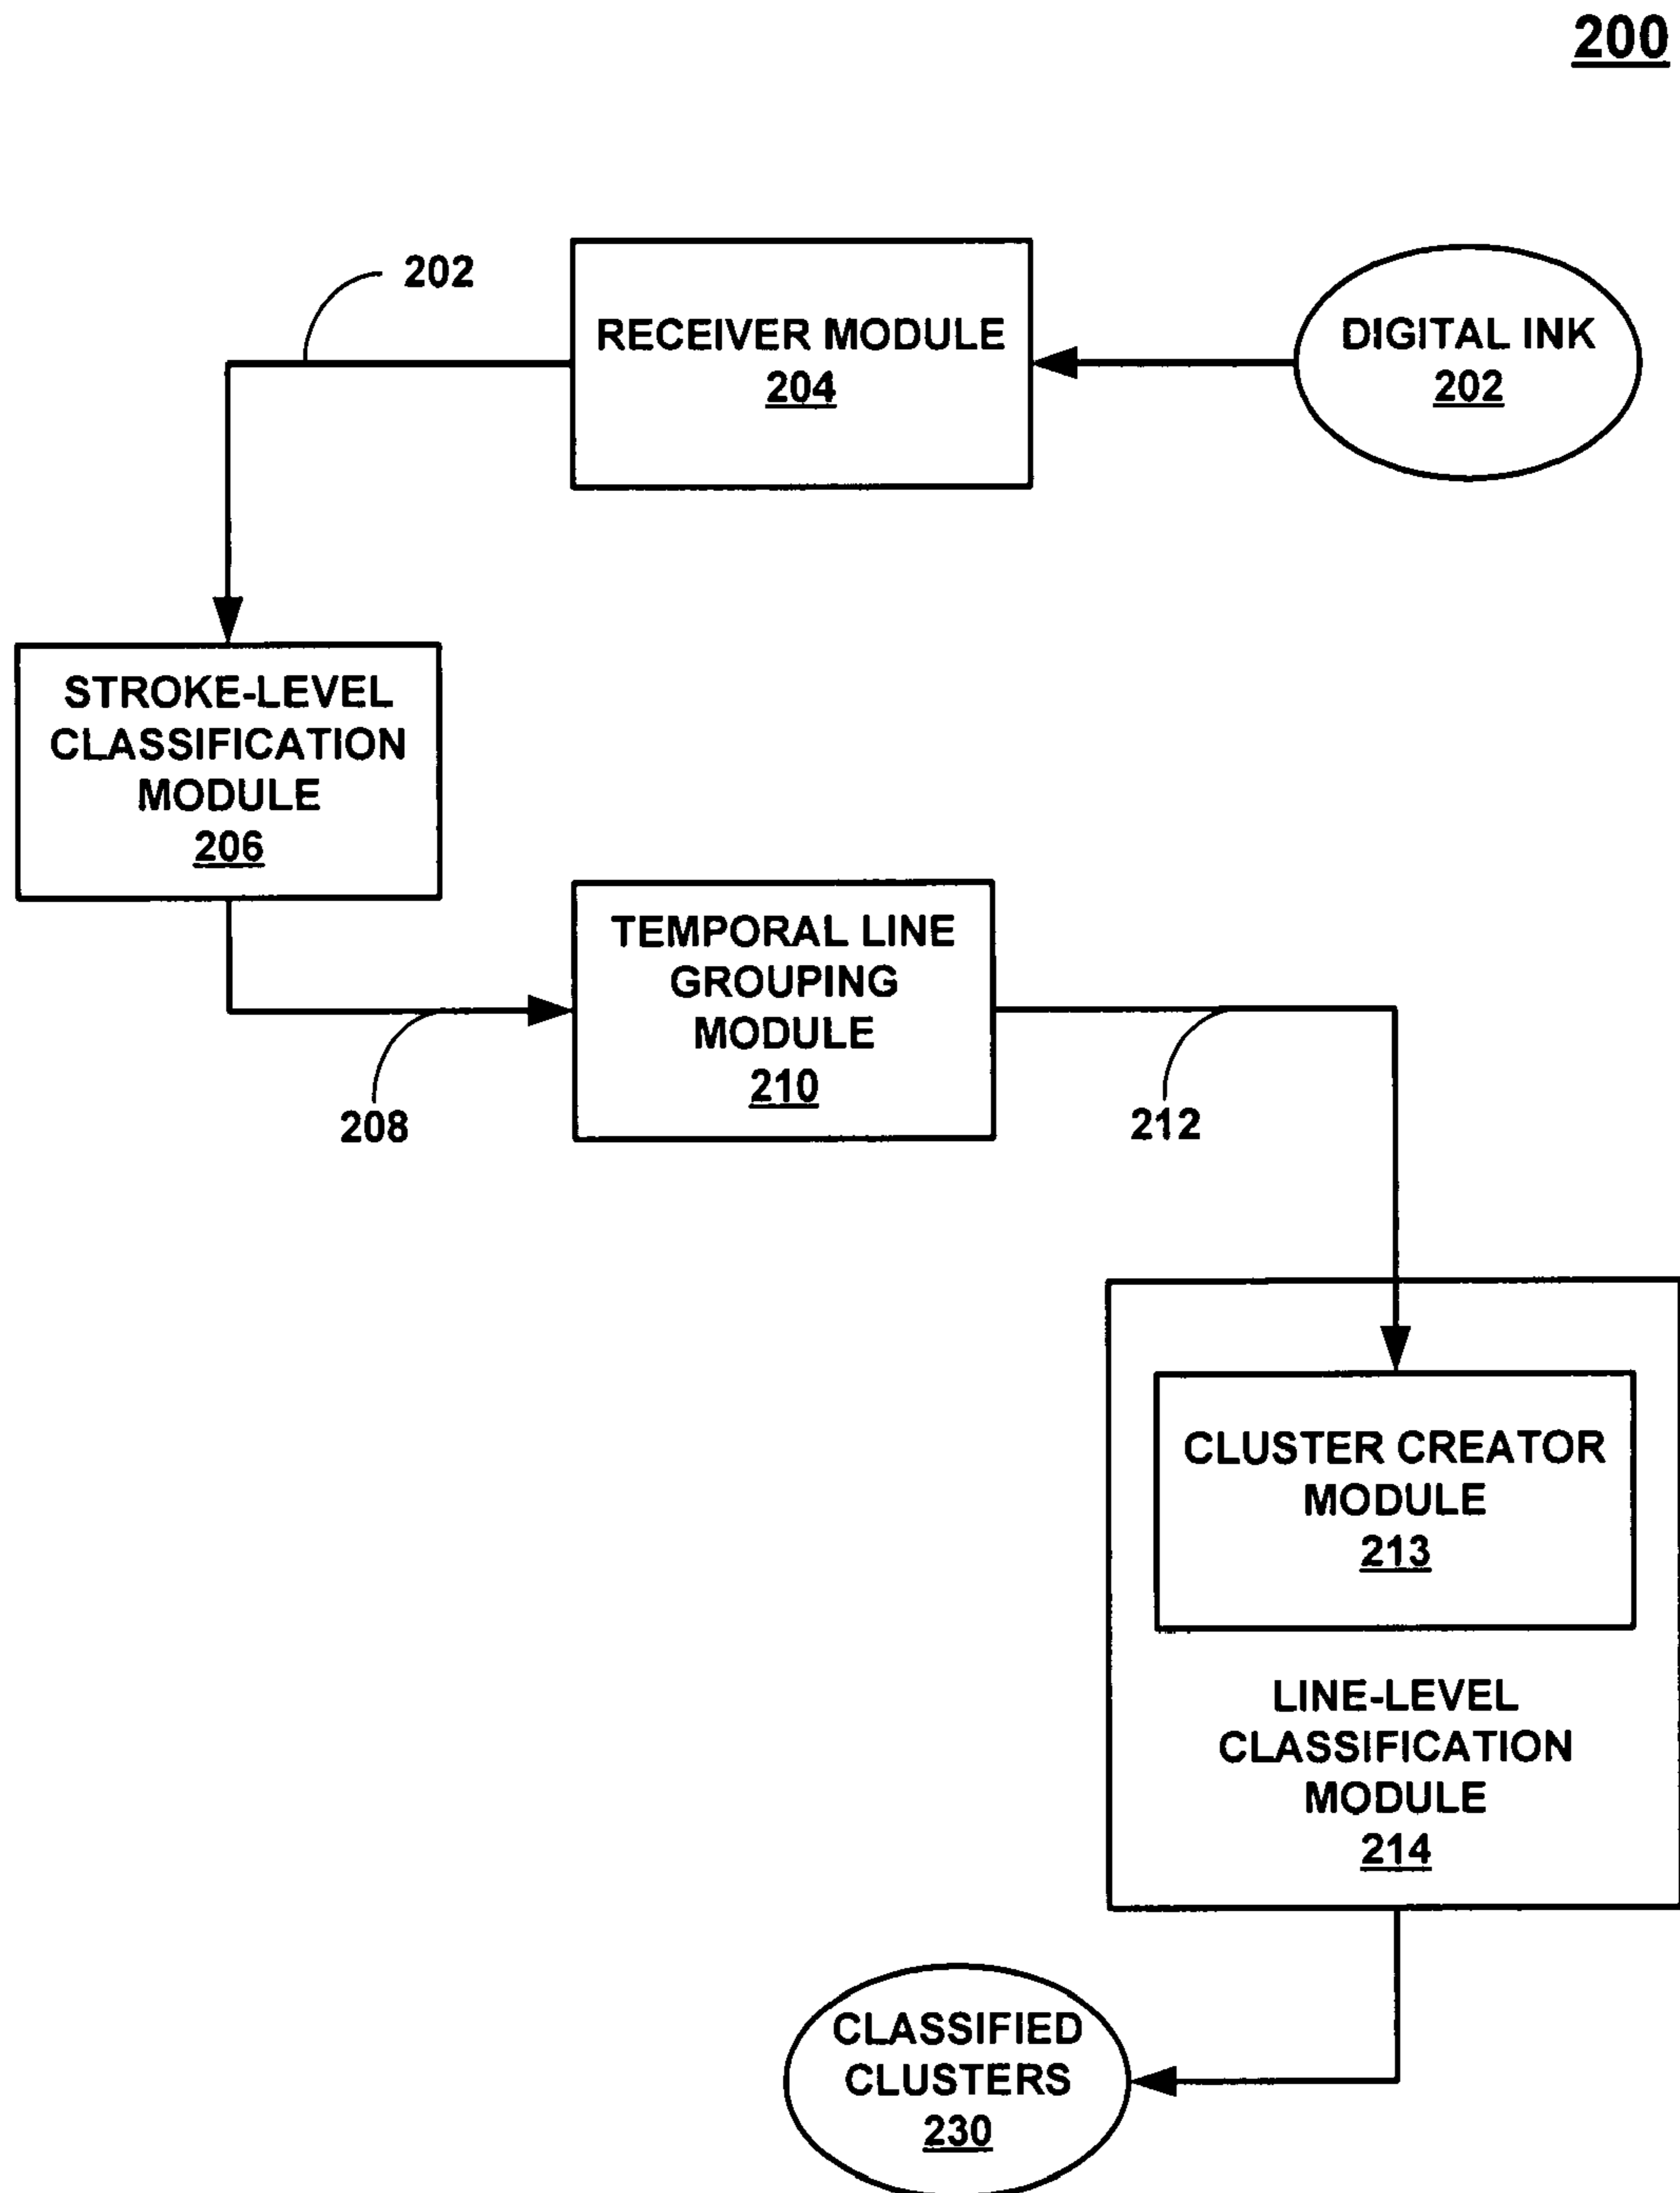 200
202
RECEIVER MODULE
204
DIGITAL INK
202
STROKE-LEVEL
CLASSIFICATION
MODULE
206
TEMPORAL LINE
GROUPING
MODULE
210
208
212
CLUSTER CREATOR
MODULE
213
LINE-LEVEL
CLASSIFICATION
MODULE
214
CLASSIFIED
CLUSTERS
230